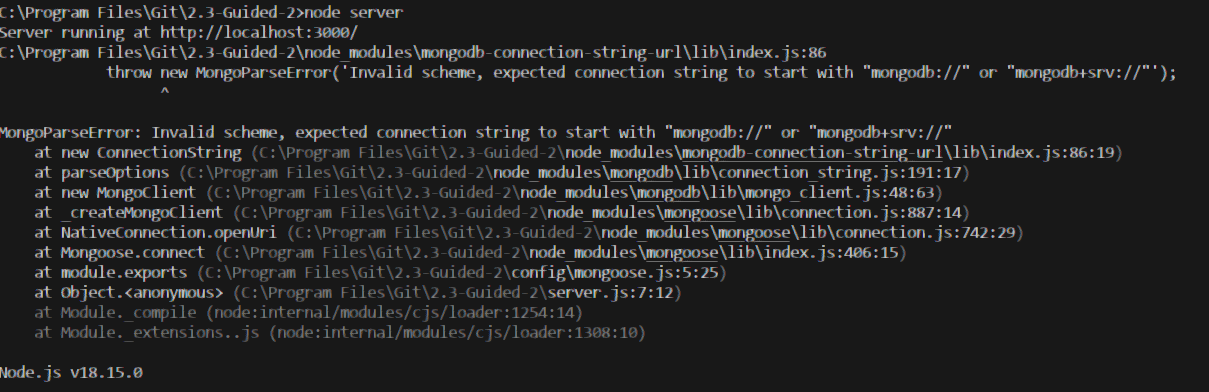 C:\Program Files\Git\2.3-Guided-2>node server
Server running at http://localhost:3000/
C:\Program Files\Git\2.3-Guided-2\node_modules\mongodb-connection-string-url\lib\index.js:86
throw new MongoParseError('Invalid scheme, expected connection string to start with "mongodb://" or "mongodb+srv://"');
^
MongoParseError: Invalid scheme, expected connection string to start with "mongodb://" or "mongodb+srv://"
at new ConnectionString (C:\Program Files\Git\2.3-Guided-2\node_modules\mongodb-connection-string-url\lib\index.js:86:19)
at parseOptions (C:\Program Files\Git\2.3-Guided-2\node_modules\mongodb\lib\connection_string.js:191:17)
at new MongoClient (C:\Program Files\Git\2.3-Guided-2\node_modules\mongodb\lib\mongo_client.js:48:63)
at _createMongoClient (C:\Program Files\Git\2.3-Guided-2\node_modules\mongoose\lib\connection.js:887:14)
at NativeConnection.openUri (C:\Program Files\Git\2.3-Guided-2\node_modules\mongoose\lib\connection.js:742:29)
at Mongoose.connect (C:\Program Files\Git\2.3-Guided-2\node_modules\mongoose\lib\index.js:406:15)
at module.exports (C:\Program Files\Git\2.3-Guided-2\config\mongoose.js:5:25)
at Object.<anonymous> (C:\Program Files\Git\2.3-Guided-2\server.js:7:12)
at Module._compile (node:internal/modules/cjs/loader:1254:14)
at Module._extensions..js (node:internal/modules/cjs/loader:1308:10)
Node.js v18.15.0